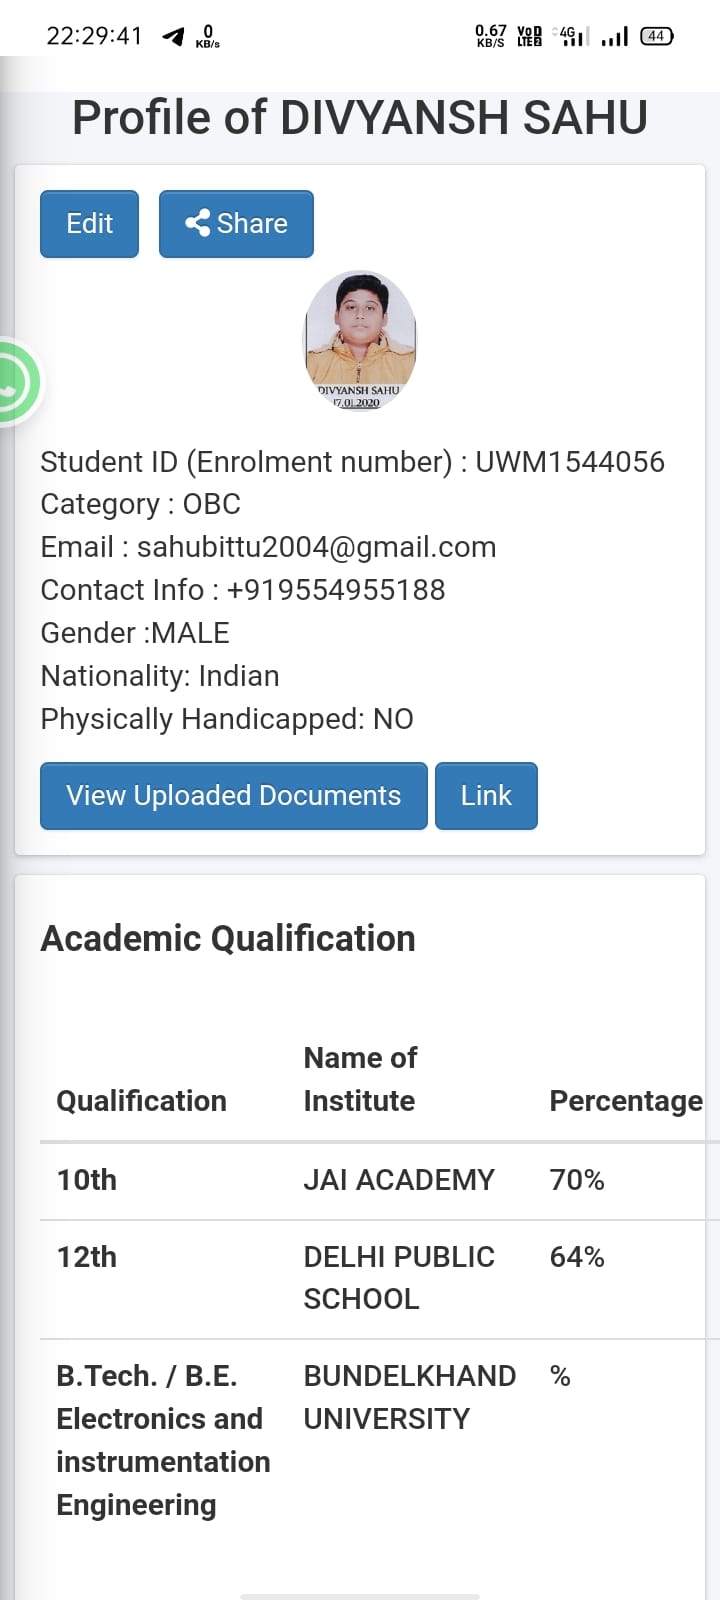 22:29:41 0 KB/s 0.67 KB/S VoD LTE2 4G 44
Profile of DIVYANSH SAHU
Edit Share
DIVYANSH SAHU
17.01.2020
Student ID (Enrolment number) : UWM1544056
Category : OBC
Email : sahubittu2004@gmail.com
Contact Info : +919554955188
Gender :MALE
Nationality: Indian
Physically Handicapped: NO
View Uploaded Documents Link
Academic Qualification
Name of
Qualification Institute Percentage
10th JAI ACADEMY 70%
12th DELHI PUBLIC 64%
SCHOOL
B.Tech. / B.E. BUNDELKHAND %
Electronics and UNIVERSITY
instrumentation
Engineering